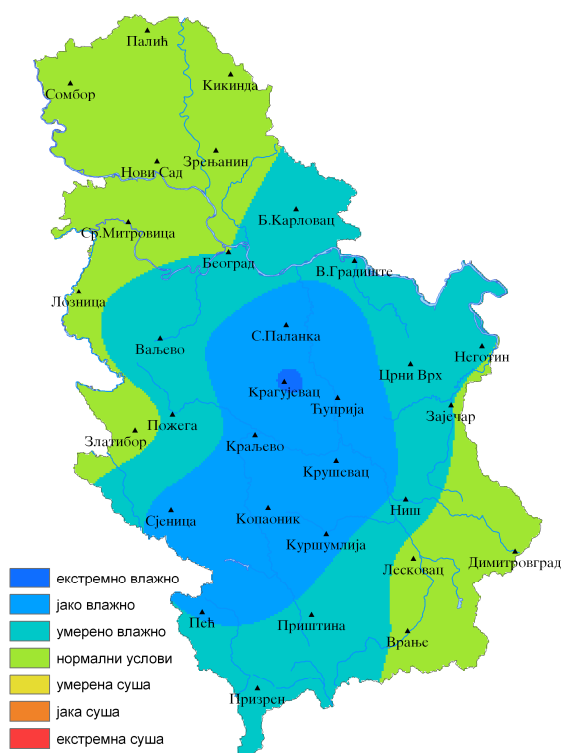 Палић
Кикинда
Сомбор
Зрењанин
Нови Сад
Б.Карловац
Ср.Митровица
Београд
В.Градиште
Лозница
С.Паланка
Ваљево
Неготин
Црни Врх
Крагујевац
Ћуприја
Зајечар
Пожега
Златибор
Краљево
Крушевац
Ниш
Сјеница
Копаоник
Куршумлија
Лесковац
Димитровград
Пећ
Приштина
Врање
Призрен
екстремно влажно
јако влажно
умерено влажно
нормални услови
умерена суша
јака суша
екстремна суша